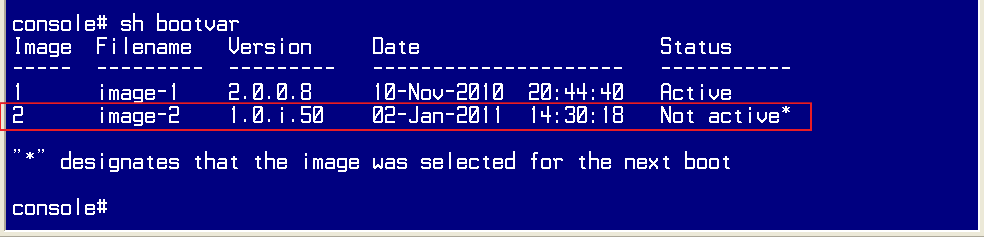 console# sh bootvar
Image  Filename   Version    Date                    Status
-----  ---------  ---------  ---------------------   -----------
1      image-1    2.0.0.8    10-Nov-2010  20:44:40   Active
2      image-2    1.0.i.50   02-Jan-2011  14:30:18   Not active*
"*" designates that the image was selected for the next boot
console#